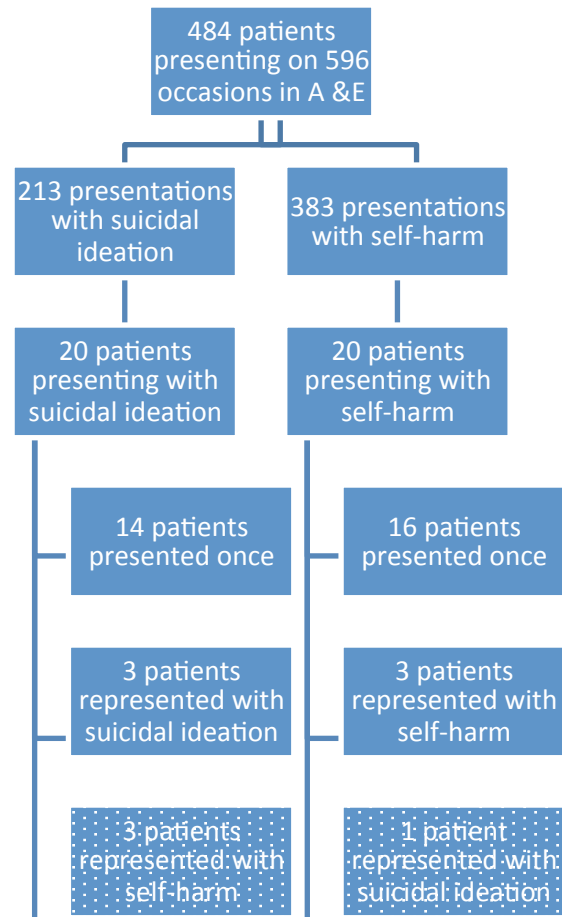 484 patients
presenting on 596
occasions in A &E
213 presentations
with suicidal
ideation
383 presentations
with self-harm
20 patients
presenting with
suicidal ideation
20 patients
presenting with
self-harm
14 patients
presented once
16 patients
presented once
3 patients
represented with
suicidal ideation
3 patients
represented with
self-harm
3 patients
represented with
self-harm
1 patient
represented with
suicidal ideation